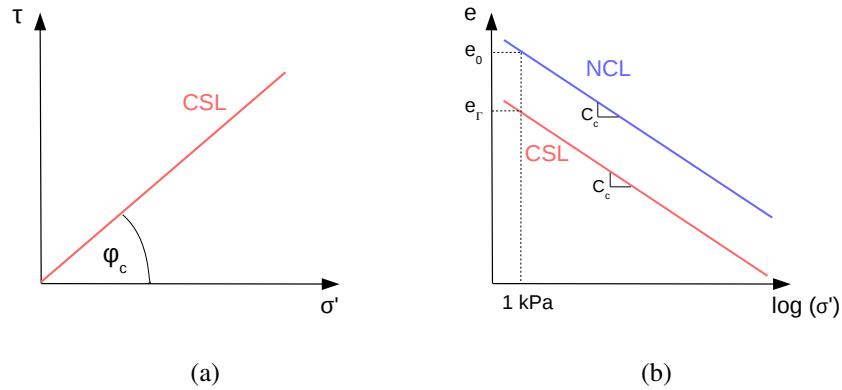 τ
CSL
φc
σ'
(a)
e
e0
NCL
Cc
eΓ
CSL
Cc
1 kPa
log (σ')
(b)